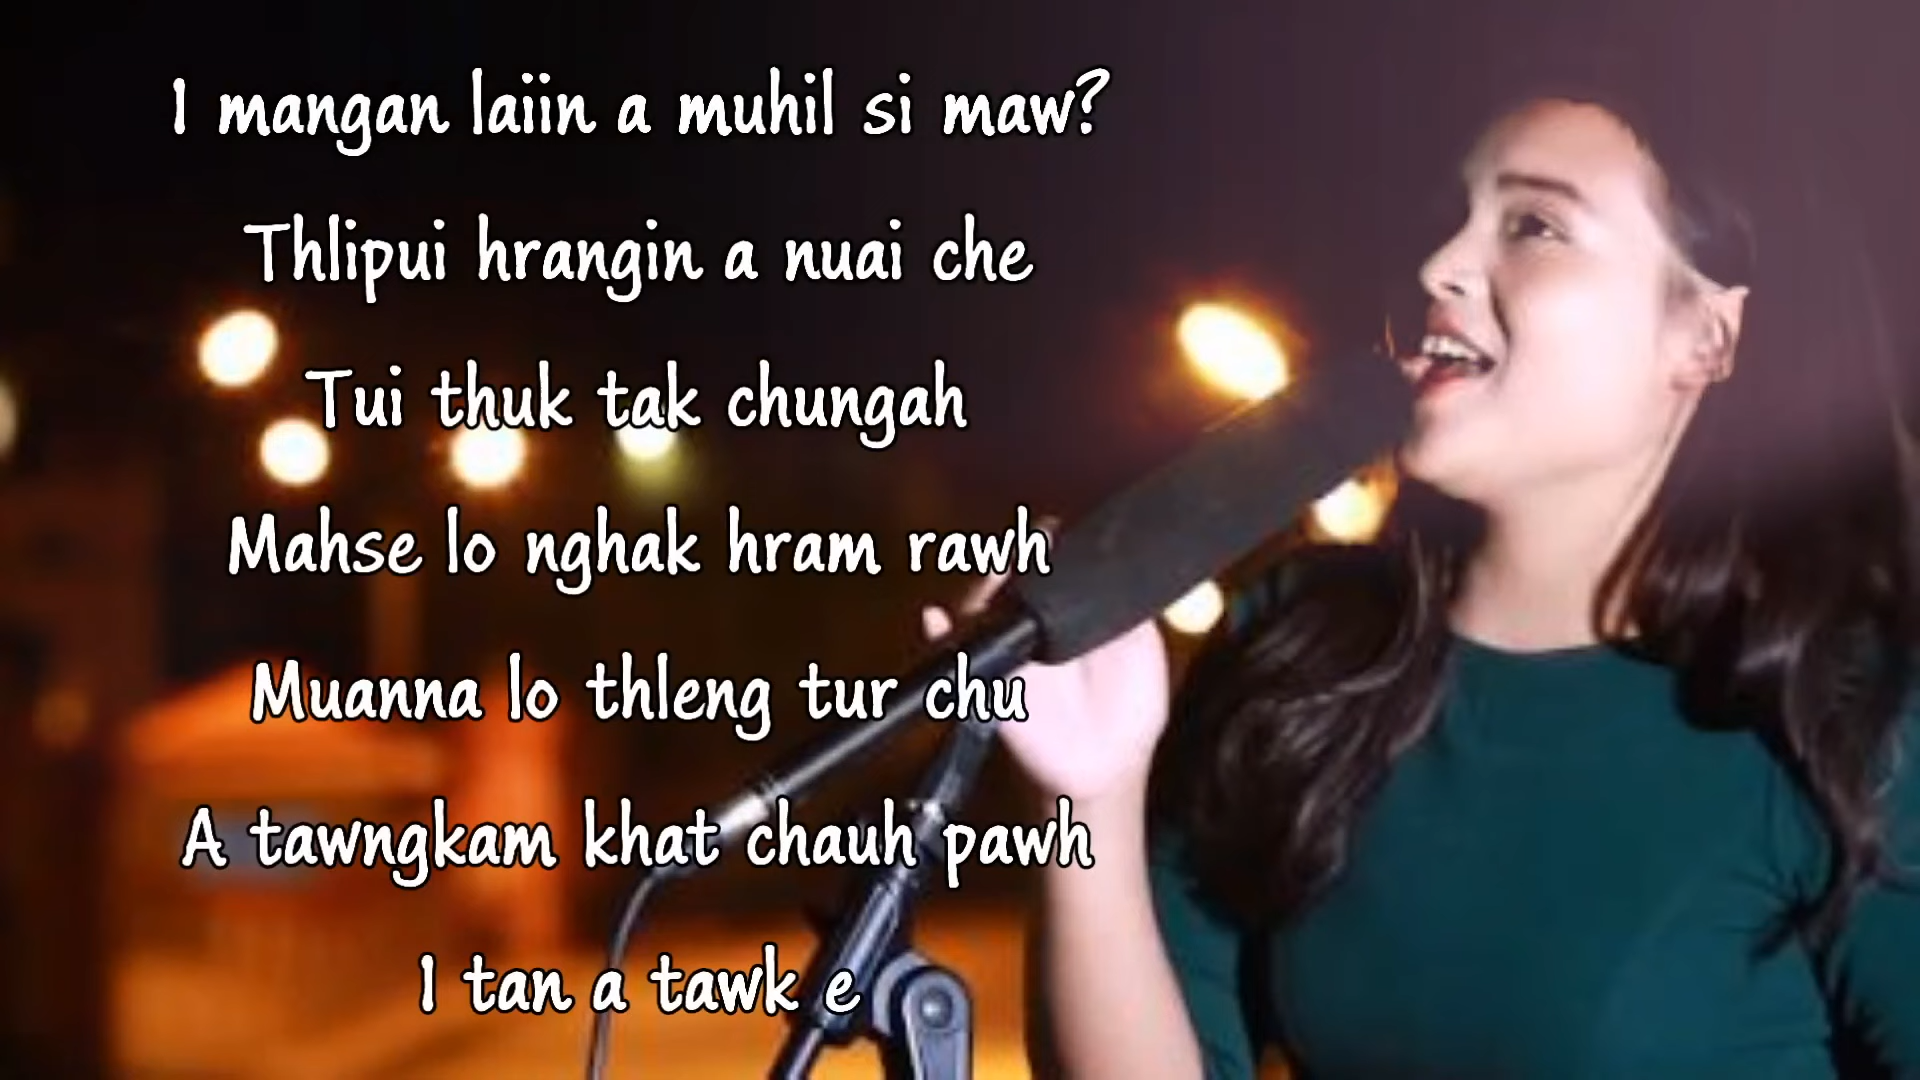 I mangan laiin a muhil si maw?
Thlipui hrangin a nuai che
Tui thuk tak chungah
Mahse lo nghak hram rawh
Muanna lo thleng tur chu
A tawngkam khat chauh pawh
I tan a tawk e